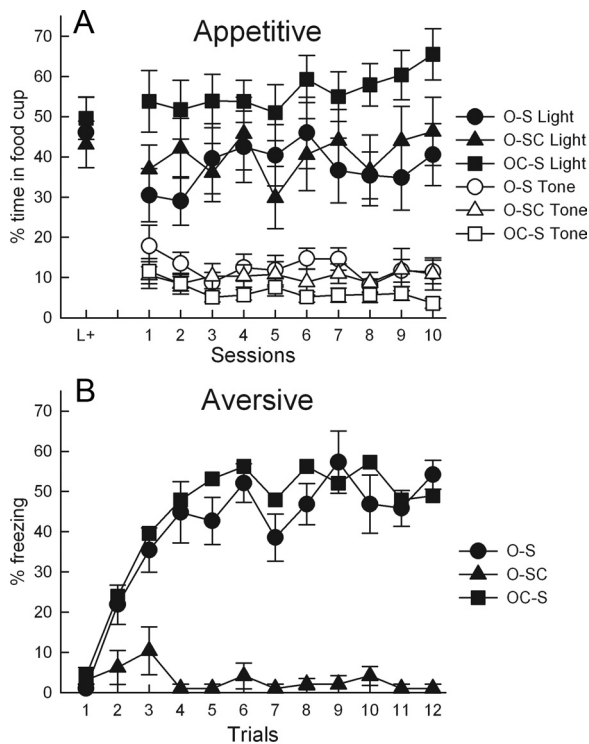 A
Appetitive
70
60
50
40
30
20
10
0
% time in food cup
L+ 1 2 3 4 5 6 7 8 9 10
Sessions
O-S Light
O-SC Light
OC-S Light
O-S Tone
O-SC Tone
OC-S Tone
B
Aversive
70
60
50
40
30
20
10
0
% freezing
1 2 3 4 5 6 7 8 9 10 11 12
Trials
O-S
O-SC
OC-S